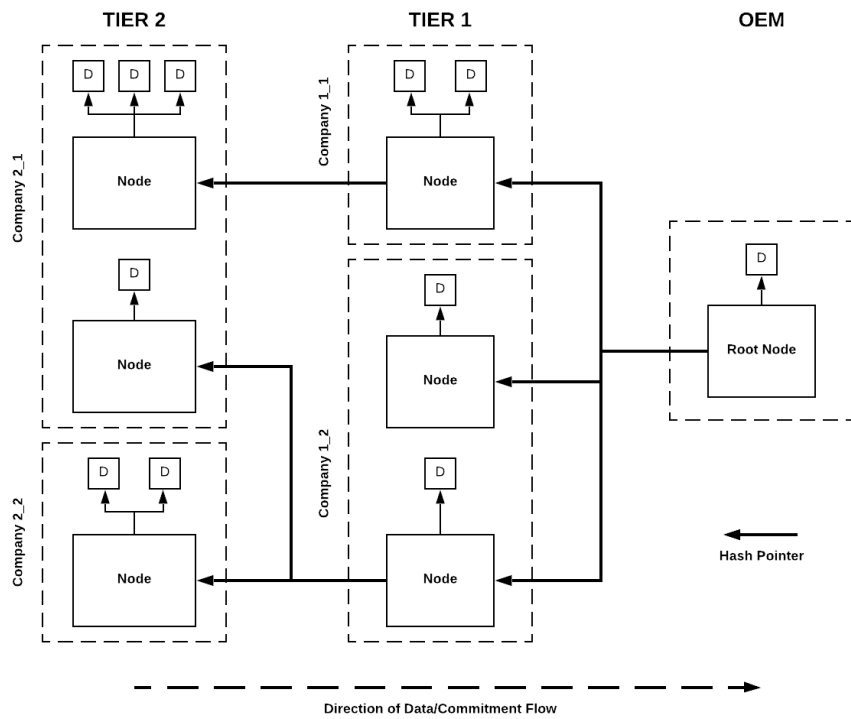 TIER 2
TIER 1
OEM
Company 2_1
D
D
D
Node
D
Node
Company 2_2
D
D
Node
Company 1_1
D
D
Node
Company 1_2
D
Node
D
Node
D
Root Node
Hash Pointer
Direction of Data/Commitment Flow